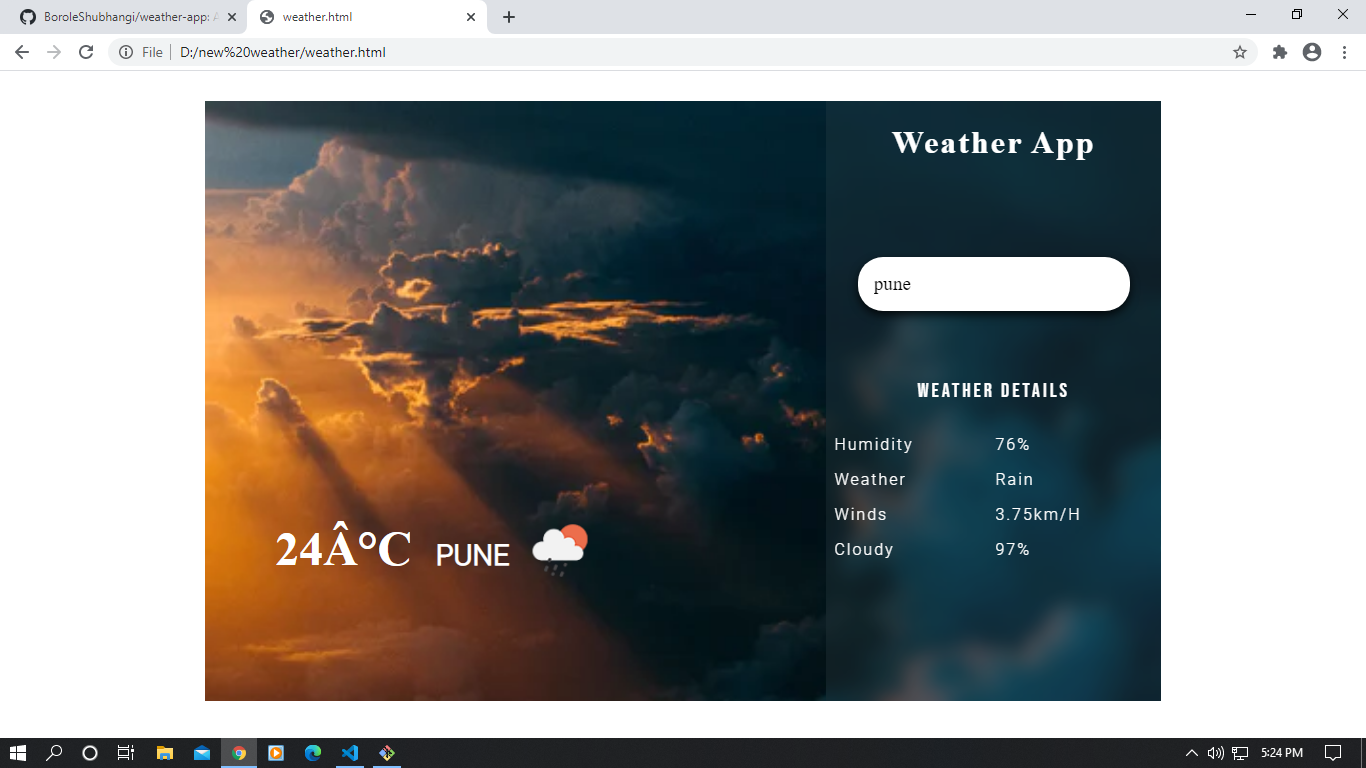 BoroleShubhangi/weather-app: A
weather.html
File D:/new%20weather/weather.html
Weather App
pune
WEATHER DETAILS
Humidity 76%
Weather Rain
Winds 3.75km/H
Cloudy 97%
24Â°C PUNE
5:24 PM